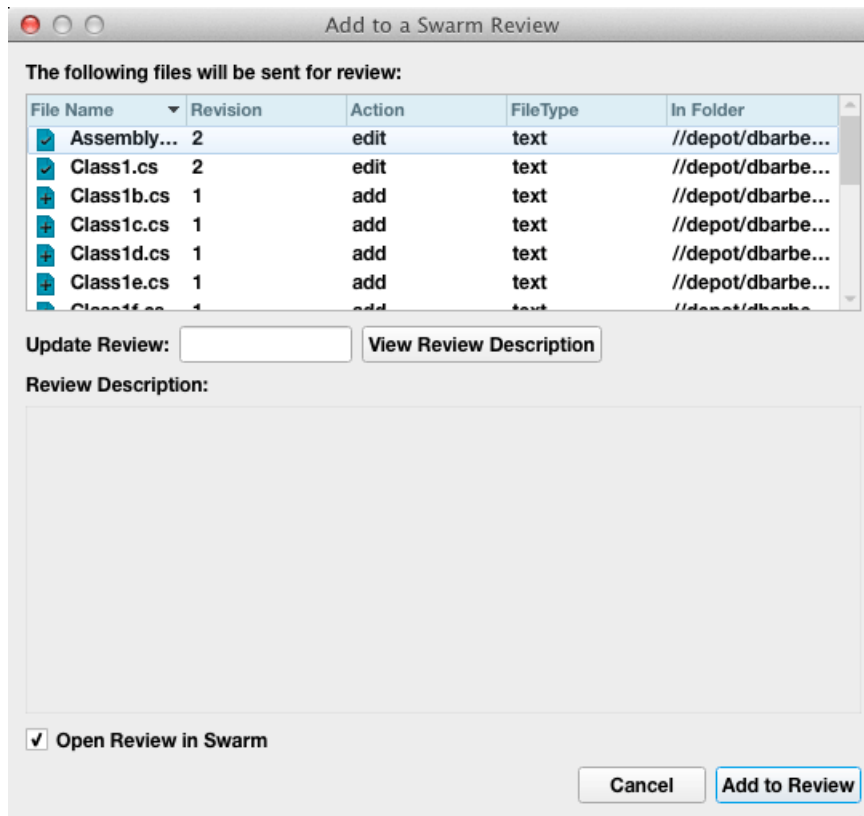 Add to a Swarm Review
The following files will be sent for review:
File Name Revision Action FileType In Folder
Assembly... 2 edit text //depot/dbarbe...
Class1.cs 2 edit text //depot/dbarbe...
Class1b.cs 1 add text //depot/dbarbe...
Class1c.cs 1 add text //depot/dbarbe...
Class1d.cs 1 add text //depot/dbarbe...
Class1e.cs 1 add text //depot/dbarbe...
Update Review: View Review Description
Review Description:
Open Review in Swarm
Cancel Add to Review